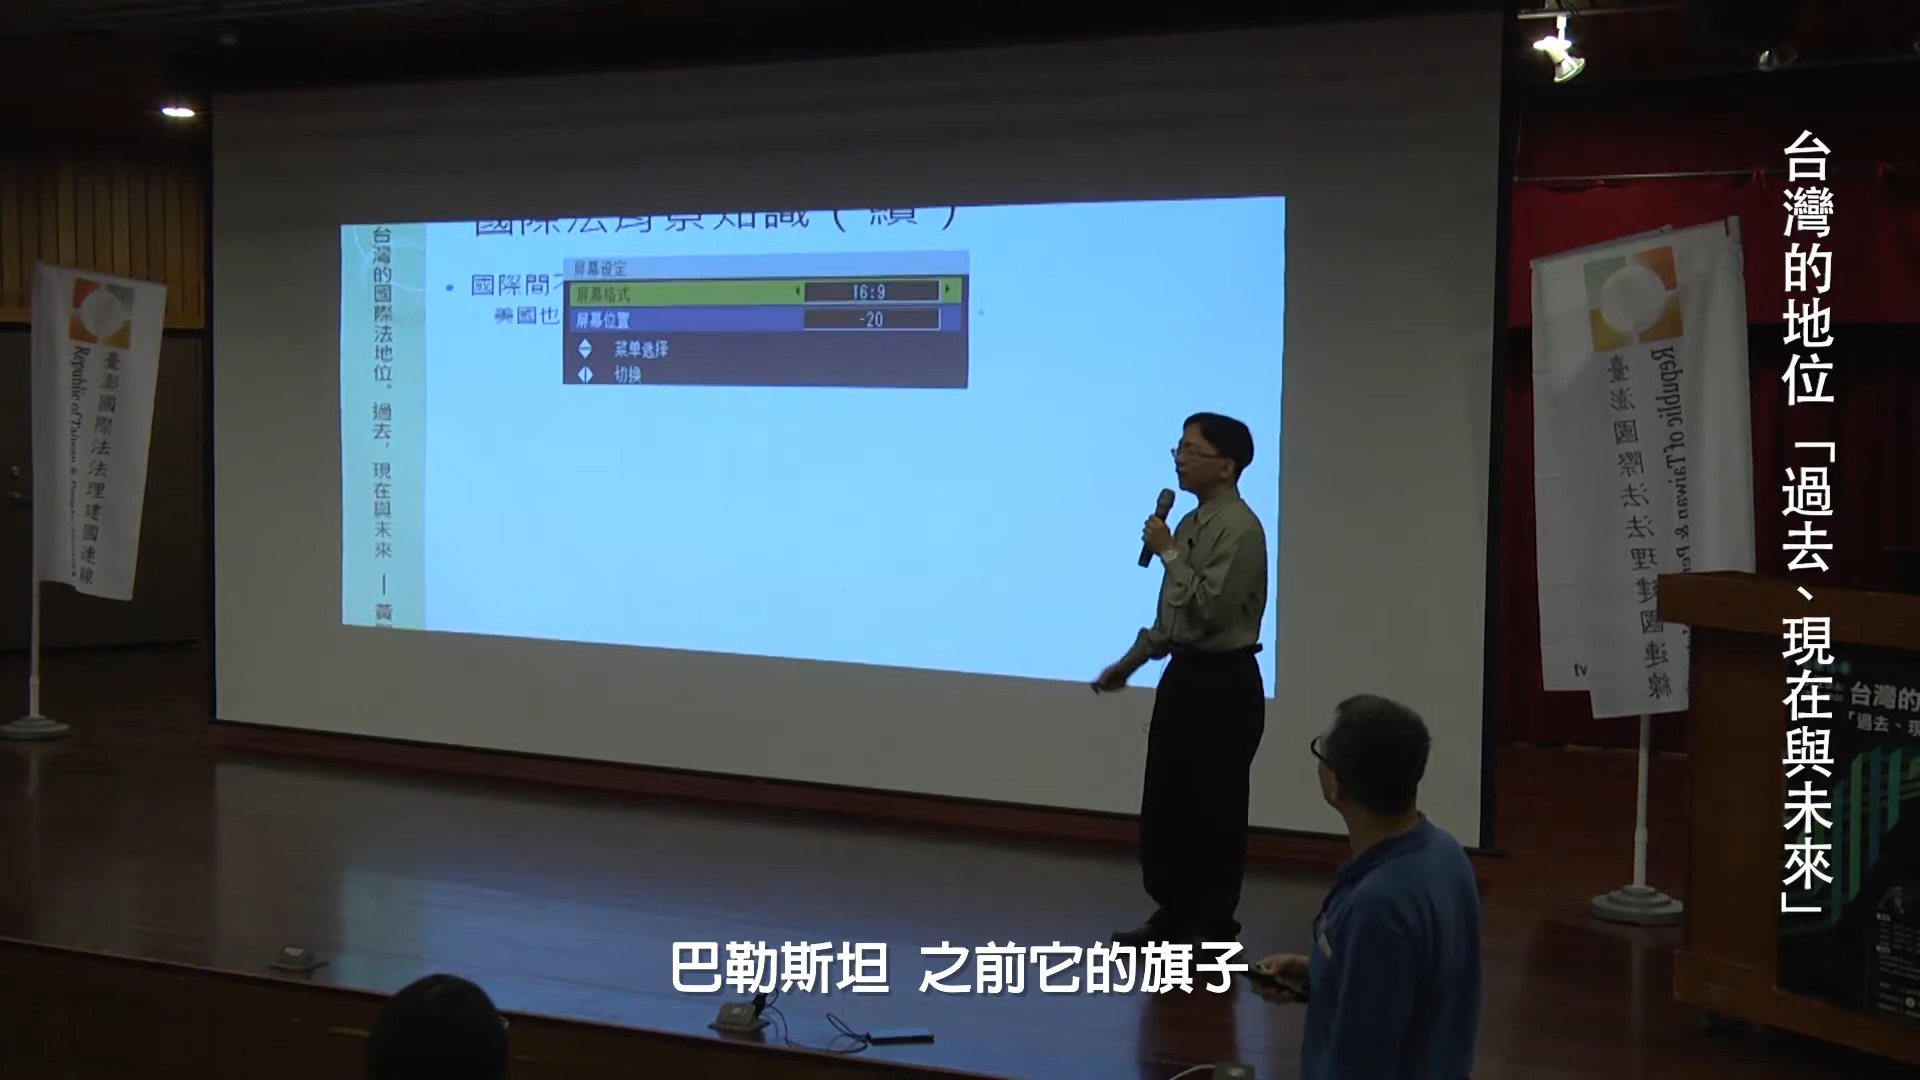 國際法背景知識(續)
• 國際間
美國也
屏幕设定
屏幕格式 16:9
屏幕位置 -20
菜单选择
切换
台灣的國際法地位。過去,現在與未來 — 黃
臺澎國際法法理建國連線
Republic of Taiwan &
臺澎國際法法理建國連線
Republic of Taiwan &
tv
台灣的地位「過去、現在與未來」
台灣的
「過去、現
巴勒斯坦 之前它的旗子